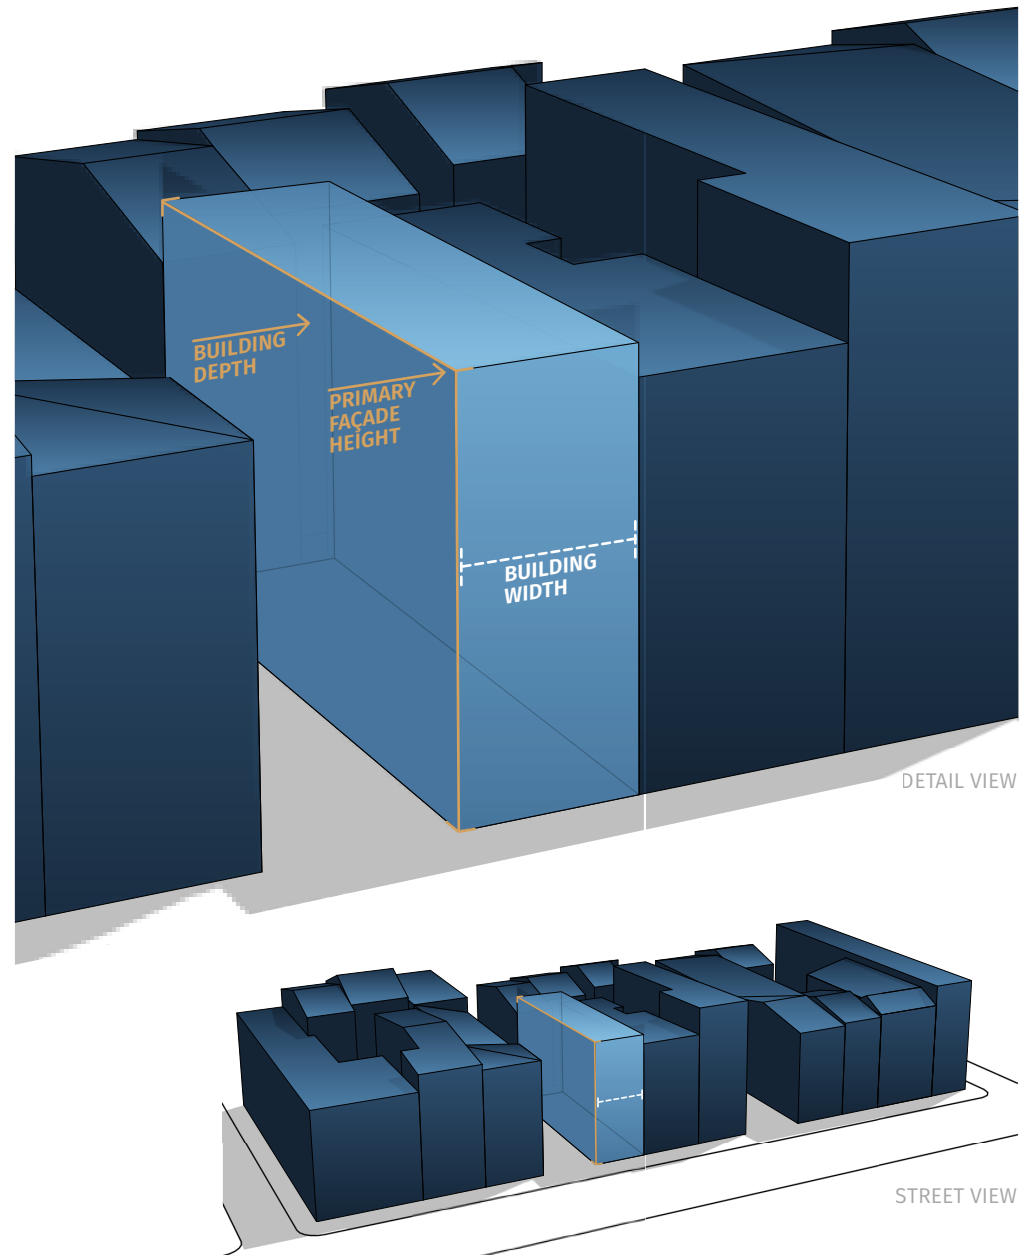 BUILDING
DEPTH
PRIMARY
FAÇADE
HEIGHT
BUILDING
WIDTH
DETAIL VIEW
STREET VIEW